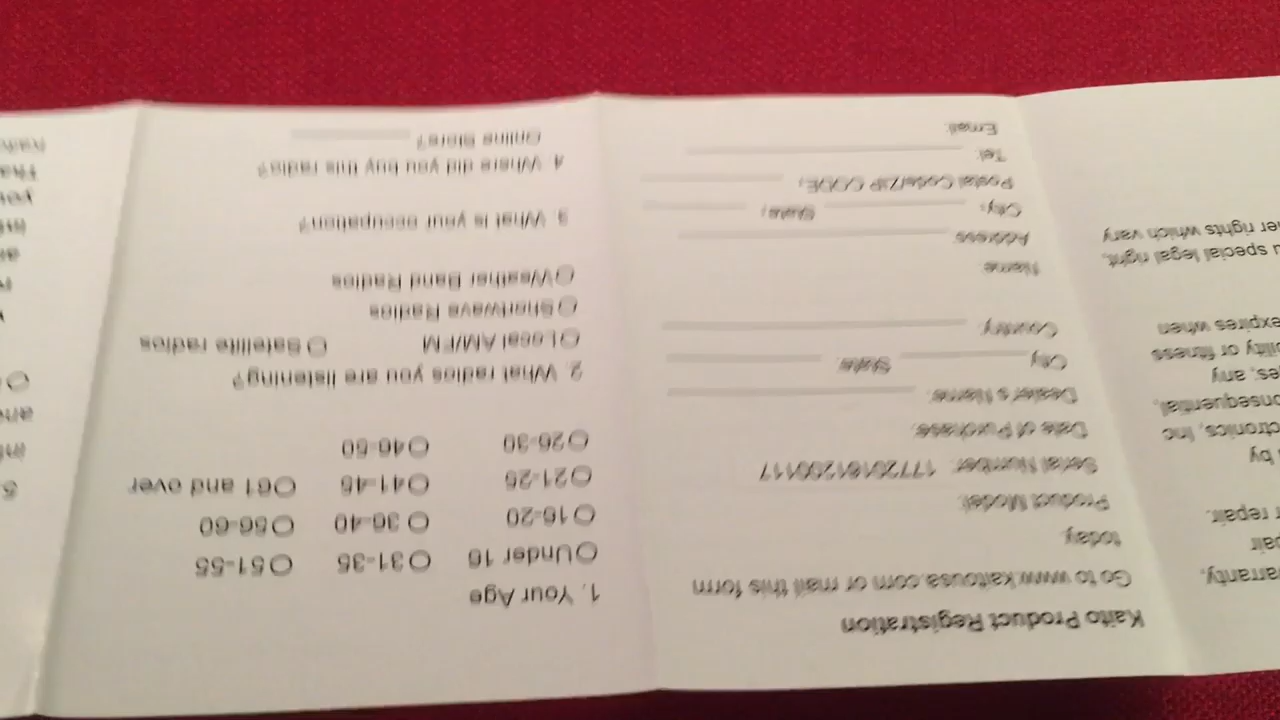 Kaito Product Registration
Go to www.kaitousa.com or mail this form
today.
Product Model:
Serial Number: 1772016120017
Date of Purchase:
Dealer's Name:
City State:
Country:
Name:
Address:
City: State:
Postal Code/ZIP CODE:
Tel:
Email:
1. Your Age
Under 16 31-35 51-55
16-20 36-40 56-60
21-25 41-45 61 and over
26-30 46-50
2. What radios radios you are listening?
Local AM/FM Satellite radios
Shortwave Radios
Weather Band Radios
3. What is your occupation?
4. Where did you buy this radio?
Online Store?
warranty,
repair.
by
ctronics, Inc
onsequential,
ges; any
bility or fitness
expires when
u special legal right,
er rights which vary